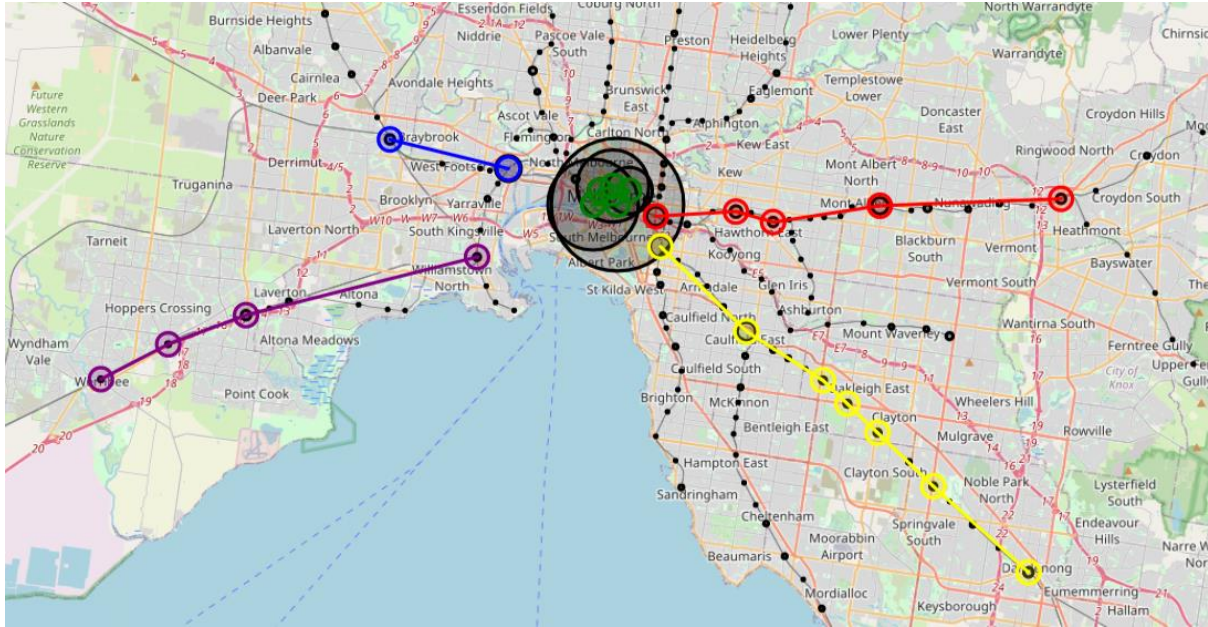 Burnside Heights
Essendon Fields
Coburg North
North Warrandyte
Niddrie
Pascoe Vale
South
Preston
Heidelberg
Heights
Lower Plenty
Warrandyte
Albanvale
Cairnlea
Avondale Heights
Brunswick
East
Eaglemont
Templestowe
Lower
Deer Park
Future
Western
Grasslands
Nature
Conservation
Reserve
Ascot Vale
Flemington
Carlton North
Alphington
Doncaster
East
Croydon Hills
Braybrook
Kew East
Ringwood North
Croydon
Derrimut
West Foots
North Melbourne
Kew
Mont Albert
North
Truganina
Brooklyn
Yarraville
Mont Al
Nunawading
Croydon South
Tarneit
Laverton North
South Kingsville
South Melbourne
Hawthorn East
Blackburn
South
Vermont
Heathmont
Albert Park
Kooyong
Bayswater
Williamstown
North
St Kilda West
Armadale
Glen Iris
Vermont South
Hoppers Crossing
Laverton
Altona
Caulfield North
Ashburton
Mount Waverley
Wantirna South
Wyndham
Vale
Altona Meadows
Caulfield East
Ferntree Gully
Caulfield South
City of
Knox
Werribee
Point Cook
Brighton
McKinnon
Oakleigh East
Wheelers Hill
Bentleigh East
Clayton
Mulgrave
Rowville
Hampton East
Clayton South
Noble Park
North
Lysterfield
South
Sandringham
Cheltenham
Springvale
South
Endeavour
Hills
Beaumaris
Moorabbin
Airport
Dandenong
Mordialloc
Keysborough
Eumemmerring
Hallam